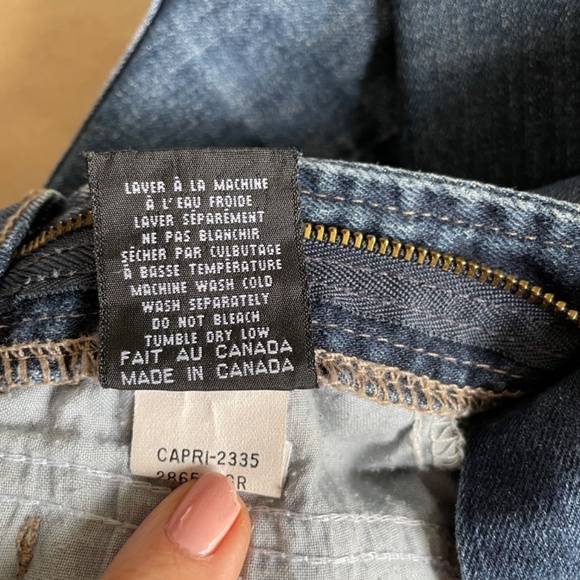 LAVER À LA MACHINE
À L'EAU FROIDE
LAVER SÉPARÉMENT
NE PAS BLANCHIR
SÉCHER PAR CULBUTAGE
À BASSE TEMPÉRATURE
MACHINE WASH COLD
WASH SEPARATELY
DO NOT BLEACH
TUMBLE DRY LOW
FAIT AU CANADA
MADE IN CANADA
CAPRI-2335